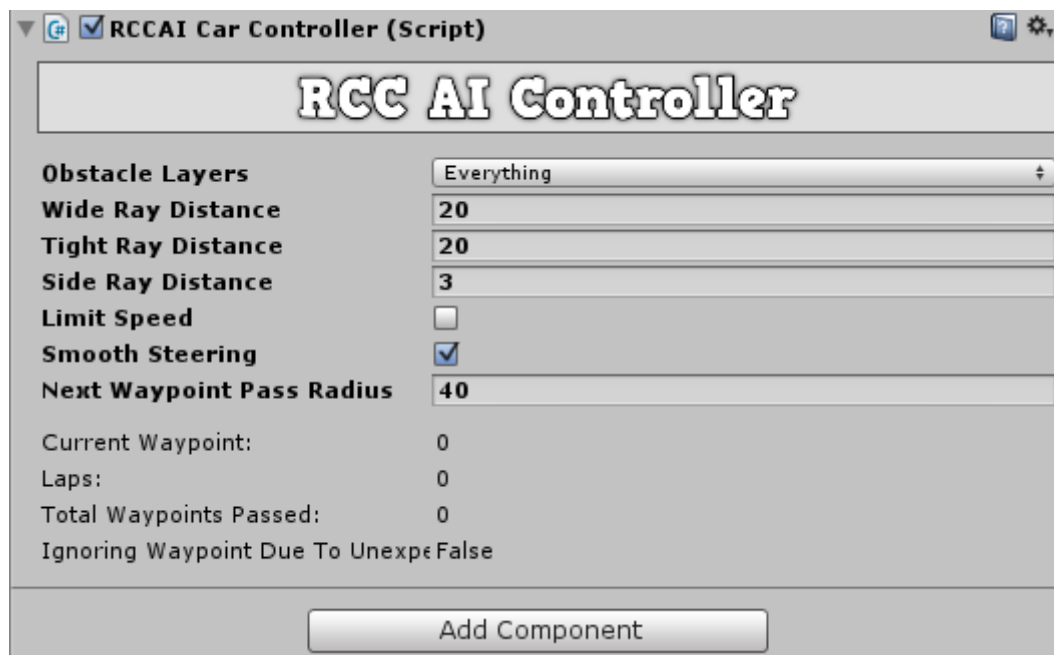 RCCAI Car Controller (Script)
RCC AI Controller
Obstacle Layers Everything
Wide Ray Distance 20
Tight Ray Distance 20
Side Ray Distance 3
Limit Speed
Smooth Steering
Next Waypoint Pass Radius 40
Current Waypoint: 0
Laps: 0
Total Waypoints Passed: 0
Ignoring Waypoint Due To Unexpe False
Add Component